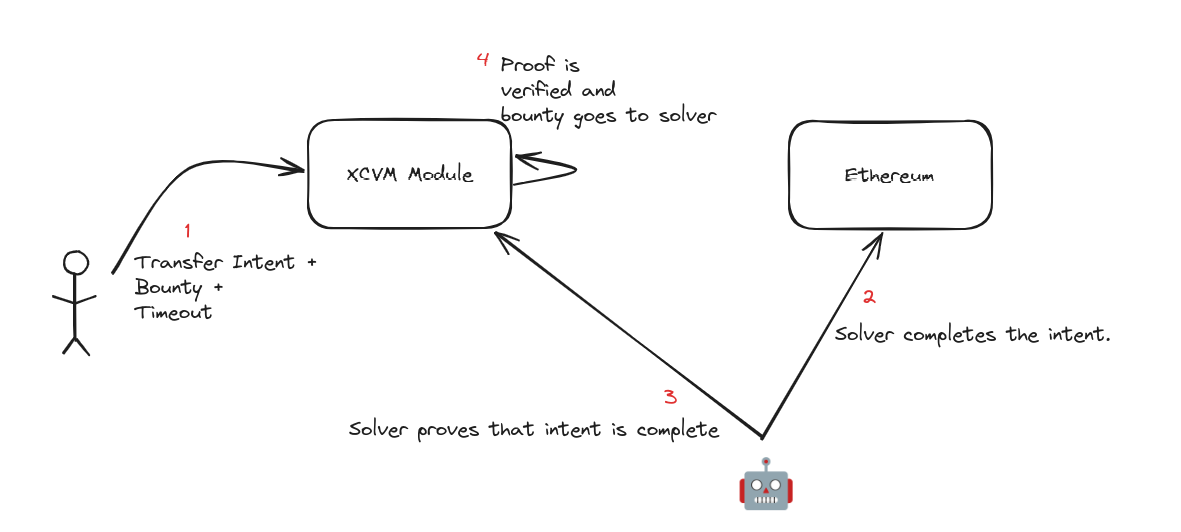 4 Proof is
verified and
bounty goes to solver
XCVM Module
Ethereum
1
Transfer Intent +
Bounty +
Timeout
2
Solver completes the intent.
3
Solver proves that intent is complete